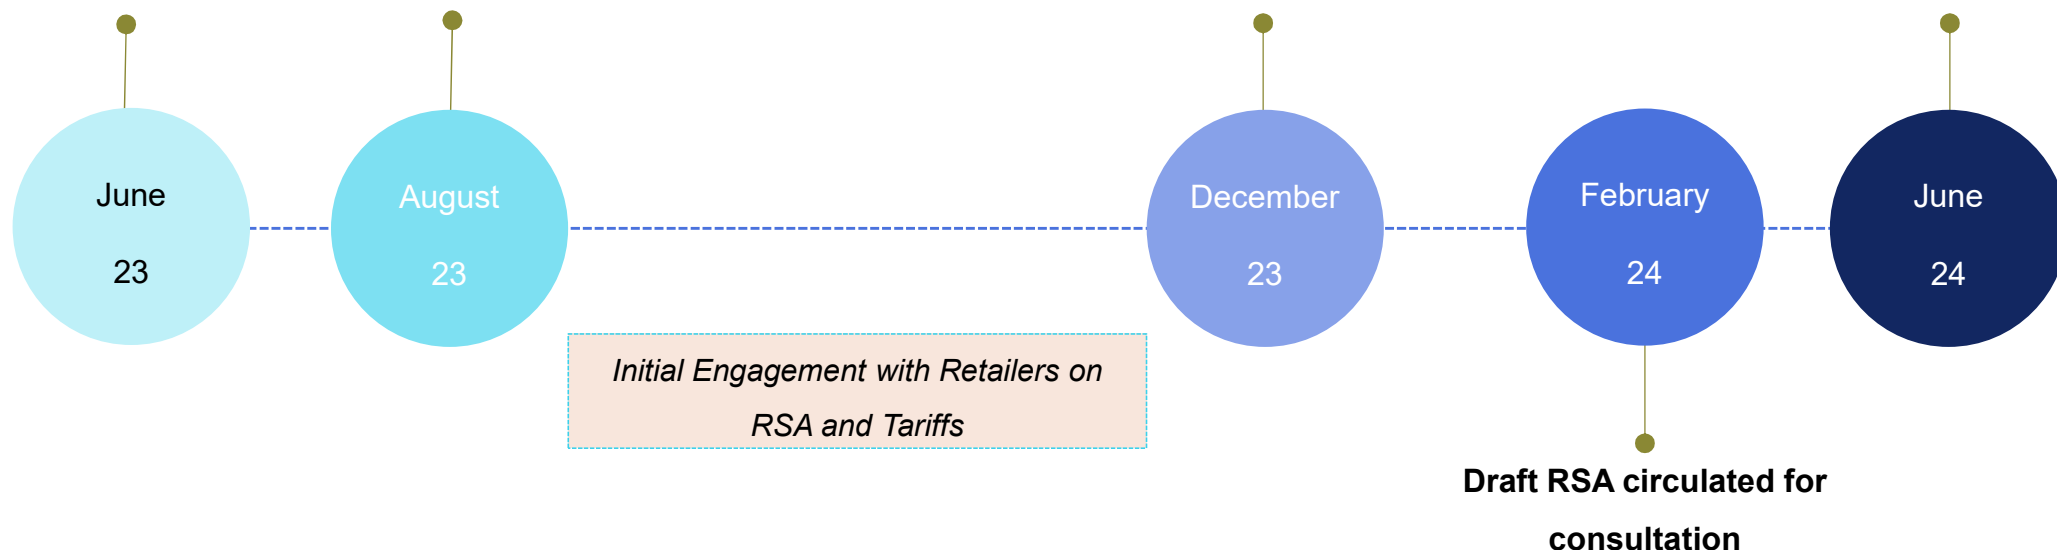 June
23
August
23
December
23
February
24
June
24
Initial Engagement with Retailers on
RSA and Tariffs
Draft RSA circulated for
consultation